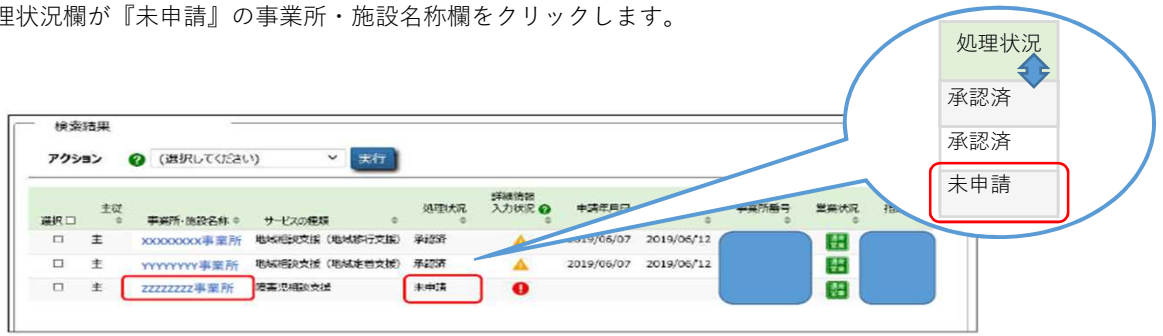 理状況欄が『未申請』の事業所・施設名称欄をクリックします。
処理状況
承認済
承認済
未申請
検索結果
アクション ? (選択してください) 実行
選択 主従 事業所・施設名称 サービスの種類 処理状況 詳細情報入力状況 ? 申請年月日 事業所番号 営業状況
主 XXXXXXXX事業所 地域相談支援（地域移行支援） 承認済 2019/06/07 2019/06/12
主 YYYYYYYY事業所 地域相談支援（地域定着支援） 承認済 2019/06/07 2019/06/12
主 ZZZZZZZZ事業所 障害児相談支援 未申請